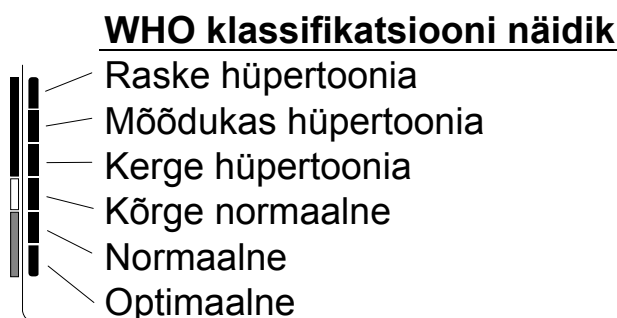 WHO klassifikatsiooni näidik
Raske hüpertoonia
Mõõdukas hüpertoonia
Kerge hüpertoonia
Kõrge normaalne
Normaalne
Optimaalne